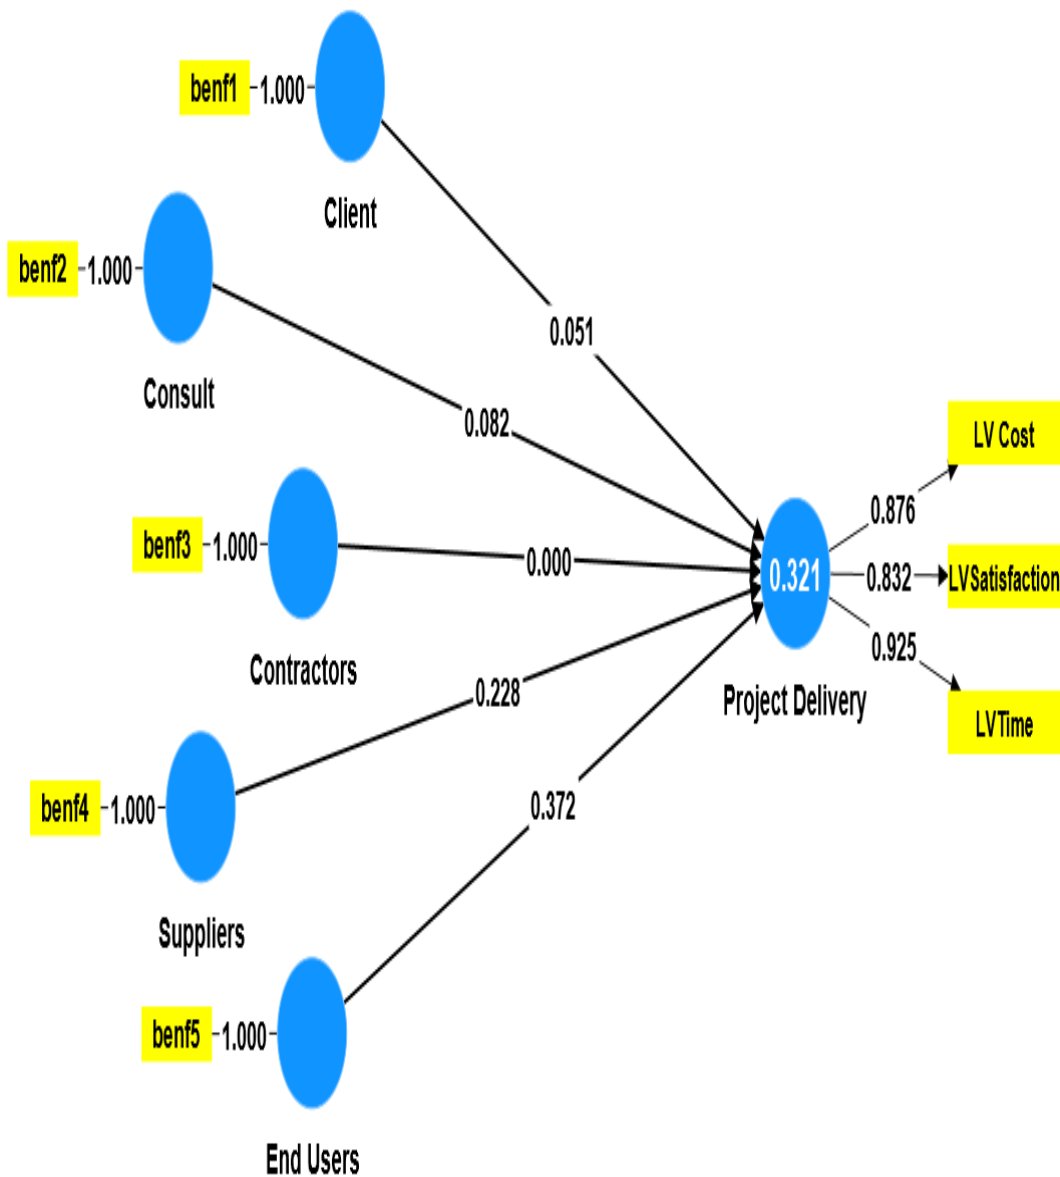 benf1
1.000
Client
benf2
1.000
Consult
0.051
0.082
benf3
1.000
Contractors
0.000
0.321
Project Delivery
LV Cost
0.876
LVSatisfaction
0.832
0.925
LVTime
0.228
benf4
1.000
Suppliers
0.372
benf5
1.000
End Users